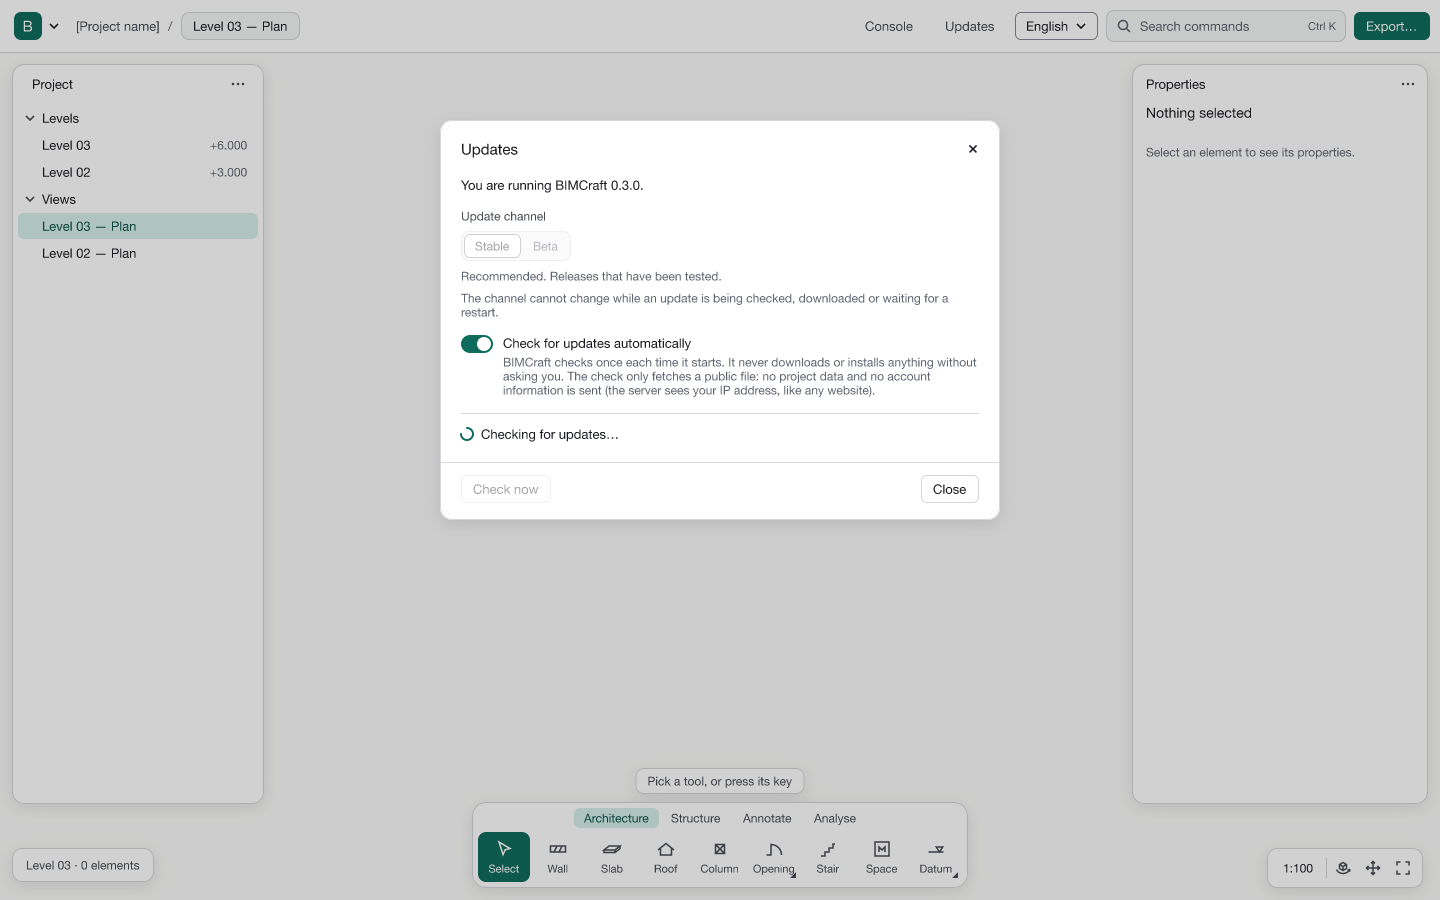 B
[Project name] / Level 03 — Plan
Console
Updates
English
Search commands Ctrl K
Export…
Project
Levels
Level 03 +6.000
Level 02 +3.000
Views
Level 03 — Plan
Level 02 — Plan
Properties
Nothing selected
Select an element to see its properties.
Updates
You are running BIMCraft 0.3.0.
Update channel
Stable Beta
Recommended. Releases that have been tested.
The channel cannot change while an update is being checked, downloaded or waiting for a
restart.
Check for updates automatically
BIMCraft checks once each time it starts. It never downloads or installs anything without
asking you. The check only fetches a public file: no project data and no account
information is sent (the server sees your IP address, like any website).
Checking for updates…
Check now
Close
Pick a tool, or press its key
Architecture Structure Annotate Analyse
Select Wall Slab Roof Column Opening Stair Space Datum
Level 03 · 0 elements
1:100